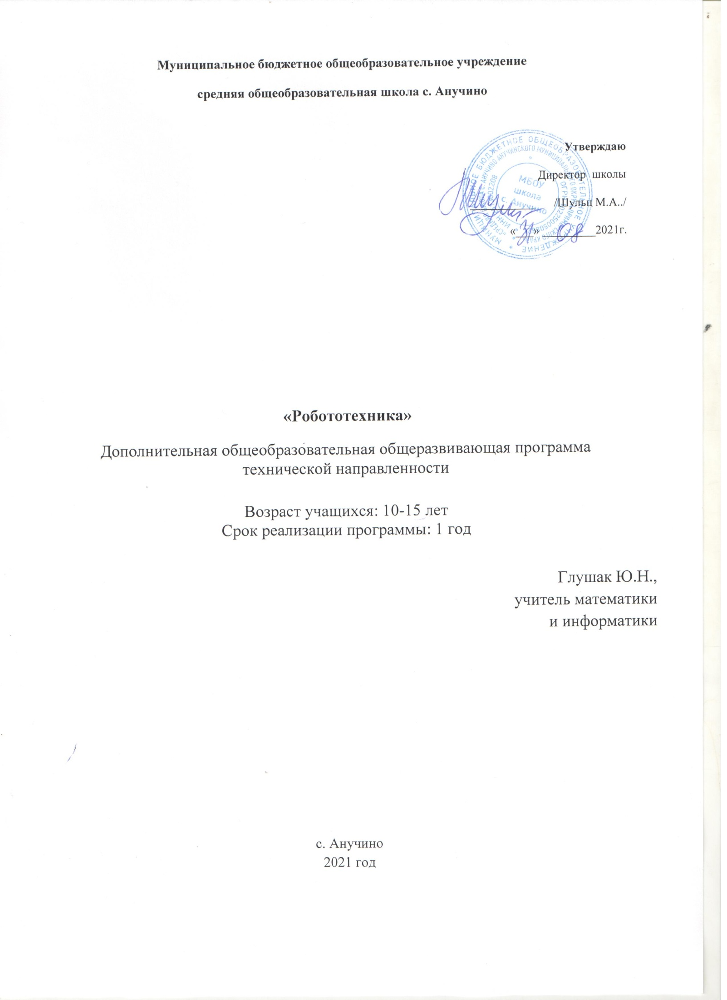 Муниципальное бюджетное общеобразовательное учреждение
средняя общеобразовательная школа с. Анучино
Утверждаю
Директор школы
/Шульц М.А../
«31» 08 2021г.
МБОУ
школа
с. Анучино
«Робототехника»
Дополнительная общеобразовательная общеразвивающая программа
технической направленности
Возраст учащихся: 10-15 лет
Срок реализации программы: 1 год
Глушак Ю.Н.,
учитель математики
и информатики
с. Анучино
2021 год